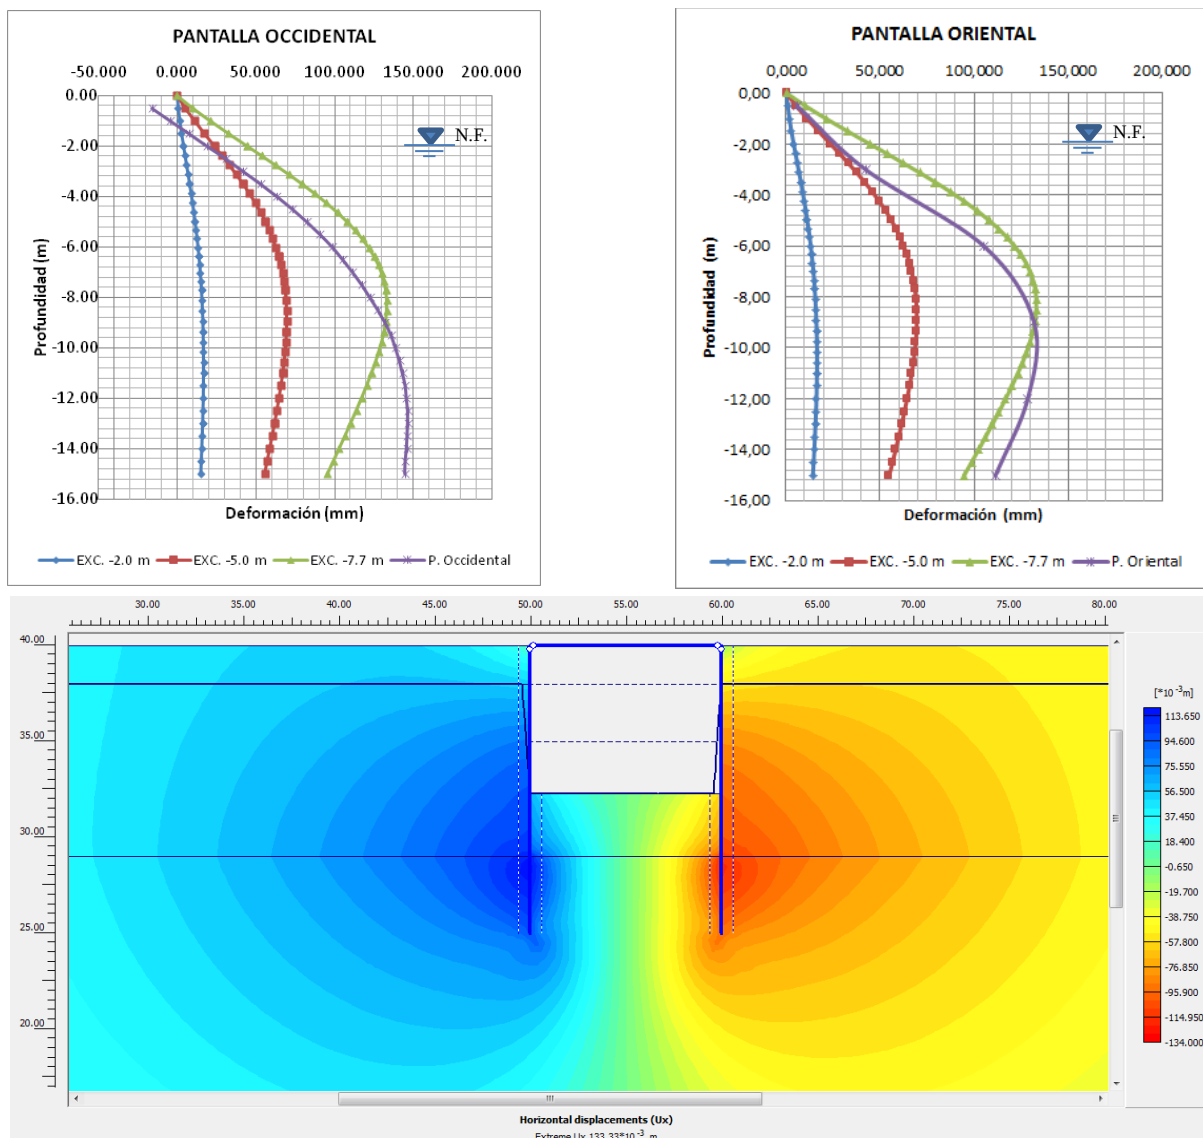 PANTALLA OCCIDENTAL
-50.000 0.000 50.000 100.000 150.000 200.000
0.00
-2.00
-4.00
-6.00
-8.00
-10.00
-12.00
-14.00
-16.00
Profundidad (m)
N.F.
Deformación (mm)
EXC. -2.0 m EXC. -5.0 m EXC. -7.7 m P. Occidental
PANTALLA ORIENTAL
0,000 50,000 100,000 150,000 200,000
0,00
-2,00
-4,00
-6,00
-8,00
-10,00
-12,00
-14,00
-16,00
Profundidad (m)
N.F.
Deformación (mm)
EXC. -2.0 m EXC. -5.0 m EXC. -7.7 m P. Oriental
30.00 35.00 40.00 45.00 50.00 55.00 60.00 65.00 70.00 75.00 80.00
40.00
35.00
30.00
25.00
20.00
[*10⁻³m]
113.650
94.600
75.550
56.500
37.450
18.400
-0.650
-19.700
-38.750
-57.800
-76.850
-95.900
-114.950
-134.000
Horizontal displacements (Ux)
Extreme Ux 133.33*10⁻³ m